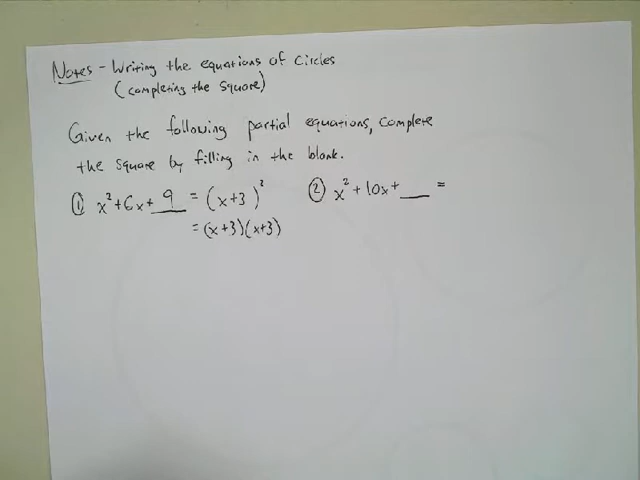 Notes - Writing the equations of circles
(completing the square)
Given the following partial equations, complete
the square by filling in the blank.
① x² + 6x + 9 = (x+3)²
= (x+3)(x+3)
② x² + 10x + ___ =